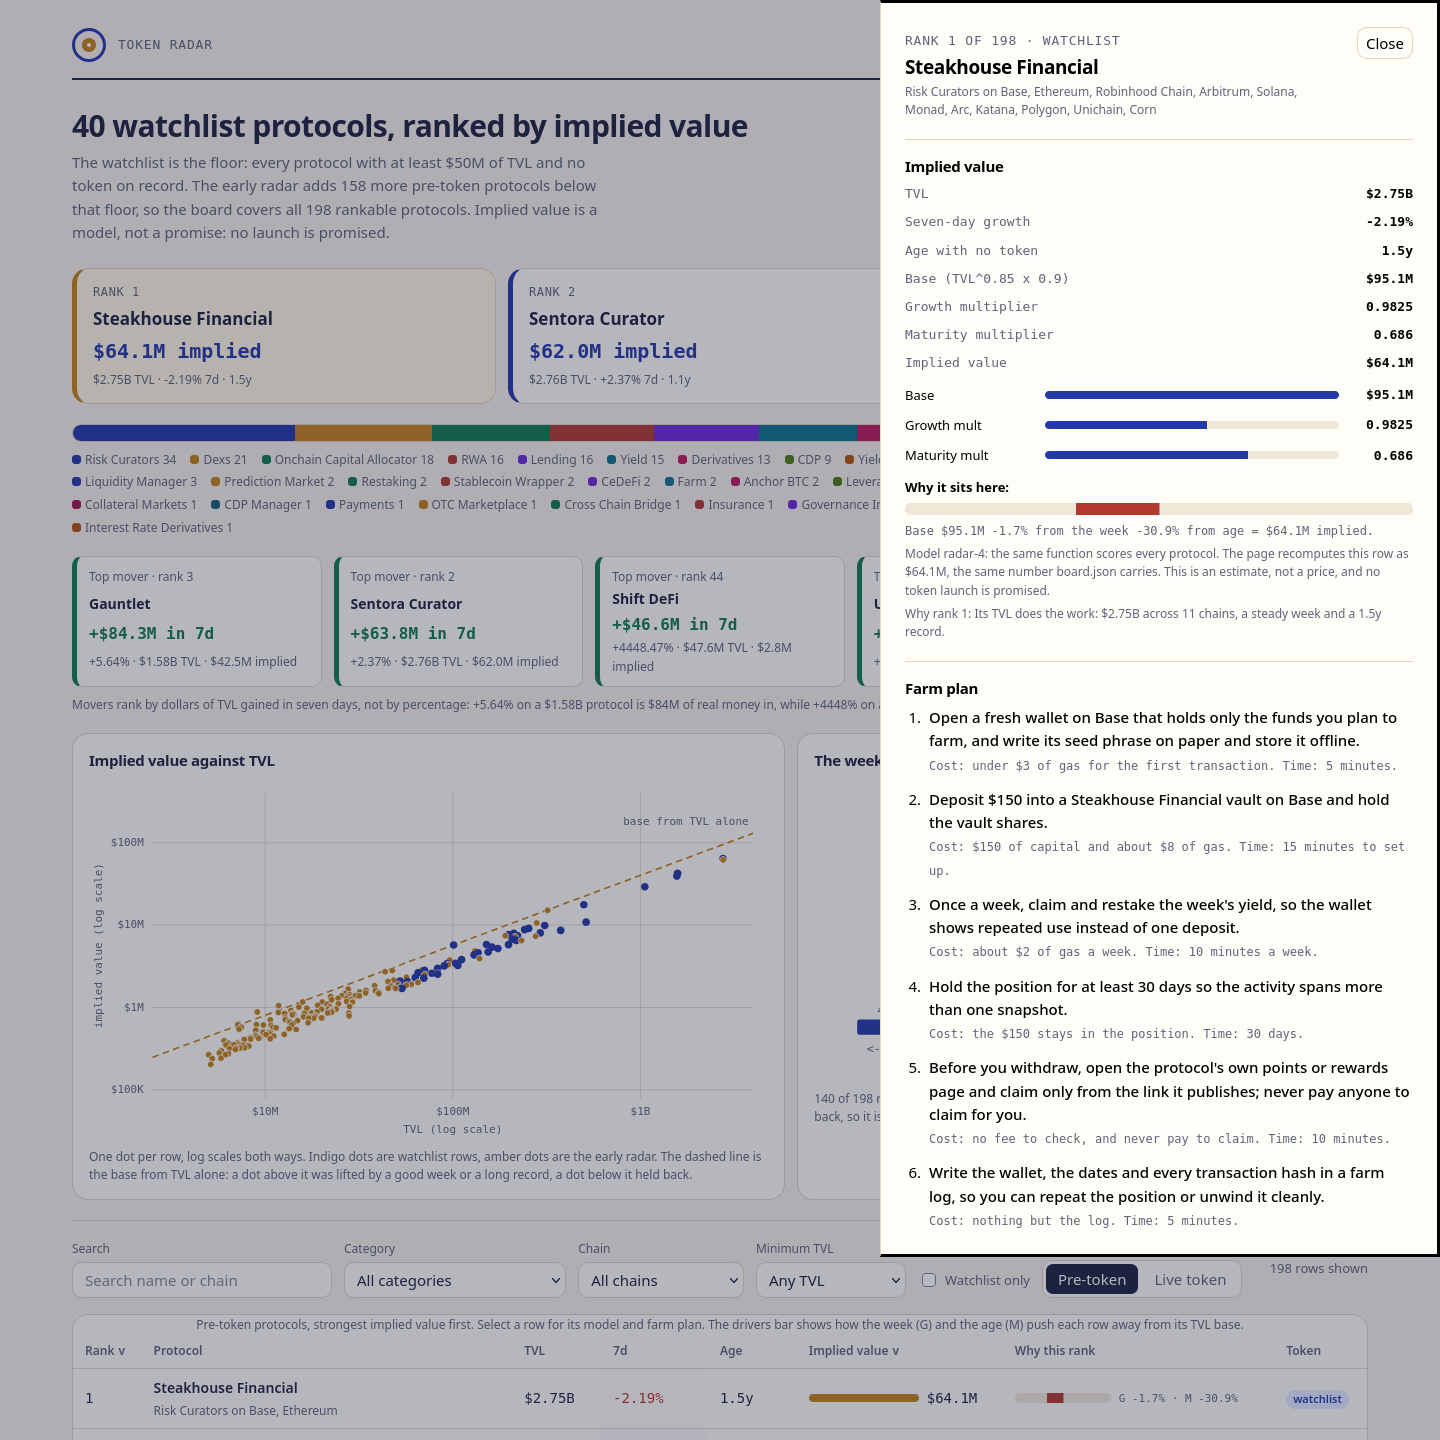 TOKEN RADAR
40 watchlist protocols, ranked by implied value
The watchlist is the floor: every protocol with at least $50M of TVL and no
token on record. The early radar adds 158 more pre-token protocols below
that floor, so the board covers all 198 rankable protocols. Implied value is a
model, not a promise: no launch is promised.
RANK 1
Steakhouse Financial
$64.1M implied
$2.75B TVL · -2.19% 7d · 1.5y
RANK 2
Sentora Curator
$62.0M implied
$2.76B TVL · +2.37% 7d · 1.1y
Risk Curators 34 Dexs 21 Onchain Capital Allocator 18 RWA 16 Lending 16 Yield 15 Derivatives 13 CDP 9
Liquidity Manager 3 Prediction Market 2 Restaking 2 Stablecoin Wrapper 2 CeDeFi 2 Farm 2 Anchor BTC 2
Collateral Markets 1 CDP Manager 1 Payments 1 OTC Marketplace 1 Cross Chain Bridge 1 Insurance 1 Governance
Interest Rate Derivatives 1
Top mover · rank 3
Gauntlet
+$84.3M in 7d
+5.64% · $1.58B TVL · $42.5M implied
Top mover · rank 2
Sentora Curator
+$63.8M in 7d
+2.37% · $2.76B TVL · $62.0M implied
Top mover · rank 44
Shift DeFi
+$46.6M in 7d
+4448.47% · $47.6M TVL · $2.8M
implied
Movers rank by dollars of TVL gained in seven days, not by percentage: +5.64% on a $1.58B protocol is $84M of real money in, while +4448% on
Implied value against TVL
base from TVL alone
$100M
$10M
$1M
$100K
implied value (log scale)
$10M $100M $1B
TVL (log scale)
One dot per row, log scales both ways. Indigo dots are watchlist rows, amber dots are the early radar. The dashed line is
the base from TVL alone: a dot above it was lifted by a good week or a long record, a dot below it held back.
The week
<-
140 of 198
back, so it is
Search
Search name or chain
Category
All categories
Chain
All chains
Minimum TVL
Any TVL
Watchlist only
Pre-token Live token
198 rows shown
Pre-token protocols, strongest implied value first. Select a row for its model and farm plan. The drivers bar shows how the week (G) and the age (M) push each row away from its TVL base.
Rank v Protocol TVL 7d Age Implied value v Why this rank Token
1 Steakhouse Financial $2.75B -2.19% 1.5y $64.1M G -1.7% · M -30.9% watchlist
Risk Curators on Base, Ethereum
RANK 1 OF 198 · WATCHLIST
Close
Steakhouse Financial
Risk Curators on Base, Ethereum, Robinhood Chain, Arbitrum, Solana,
Monad, Arc, Katana, Polygon, Unichain, Corn
Implied value
TVL $2.75B
Seven-day growth -2.19%
Age with no token 1.5y
Base (TVL^0.85 x 0.9) $95.1M
Growth multiplier 0.9825
Maturity multiplier 0.686
Implied value $64.1M
Base $95.1M
Growth mult 0.9825
Maturity mult 0.686
Why it sits here:
Base $95.1M -1.7% from the week -30.9% from age = $64.1M implied.
Model radar-4: the same function scores every protocol. The page recomputes this row as
$64.1M, the same number board.json carries. This is an estimate, not a price, and no
token launch is promised.
Why rank 1: Its TVL does the work: $2.75B across 11 chains, a steady week and a 1.5y
record.
Farm plan
1. Open a fresh wallet on Base that holds only the funds you plan to
farm, and write its seed phrase on paper and store it offline.
Cost: under $3 of gas for the first transaction. Time: 5 minutes.
2. Deposit $150 into a Steakhouse Financial vault on Base and hold
the vault shares.
Cost: $150 of capital and about $8 of gas. Time: 15 minutes to set
up.
3. Once a week, claim and restake the week's yield, so the wallet
shows repeated use instead of one deposit.
Cost: about $2 of gas a week. Time: 10 minutes a week.
4. Hold the position for at least 30 days so the activity spans more
than one snapshot.
Cost: the $150 stays in the position. Time: 30 days.
5. Before you withdraw, open the protocol's own points or rewards
page and claim only from the link it publishes; never pay anyone to
claim for you.
Cost: no fee to check, and never pay to claim. Time: 10 minutes.
6. Write the wallet, the dates and every transaction hash in a farm
log, so you can repeat the position or unwind it cleanly.
Cost: nothing but the log. Time: 5 minutes.